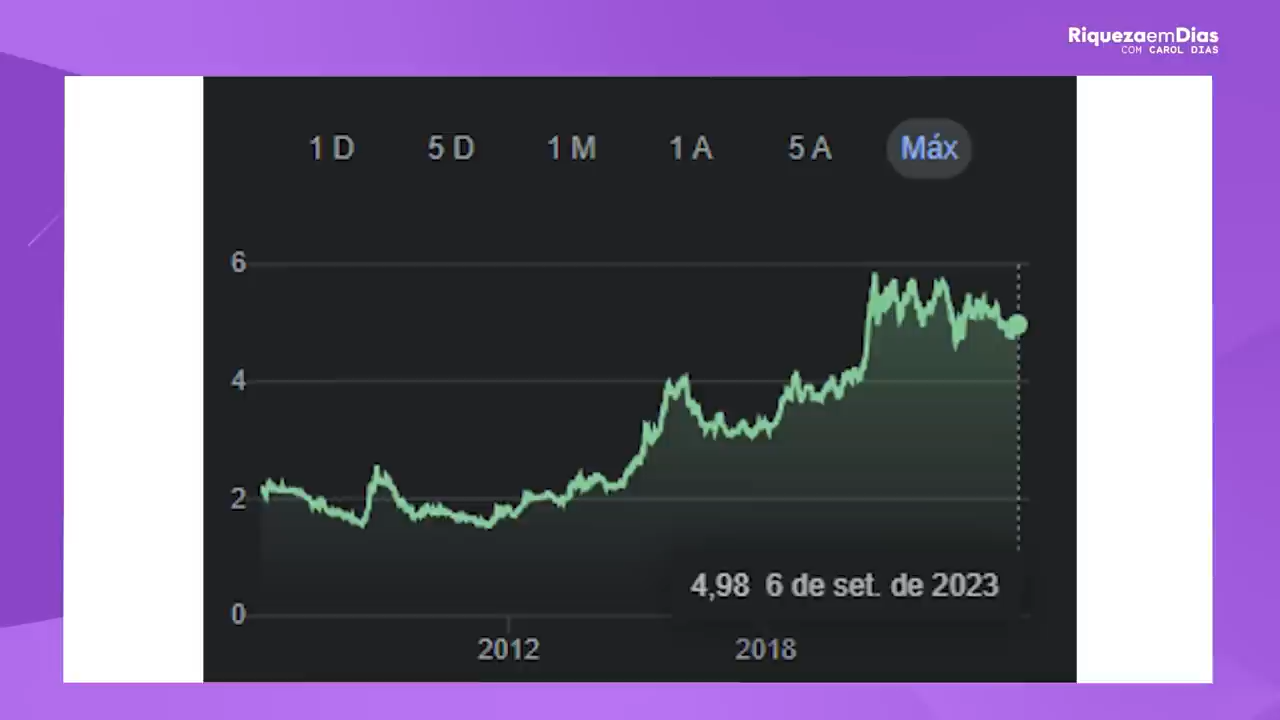 RiquezaemDias
COM CAROL DIAS
1 D 5 D 1 M 1 A 5 A Máx
6
4
2
4,98 6 de set. de 2023
0
2012 2018